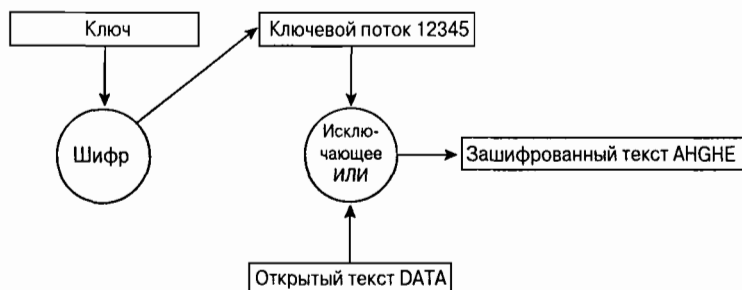 Ключ
Ключевой поток 12345
Шифр
Исклю-
чающее
ИЛИ
Зашифрованный текст AHGHE
Открытый текст DATA